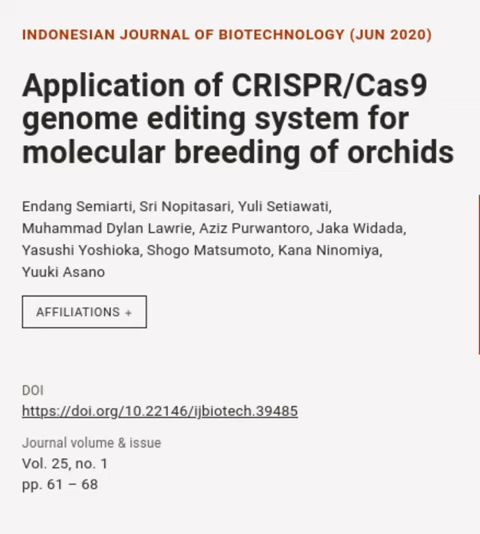 INDONESIAN JOURNAL OF BIOTECHNOLOGY (JUN 2020)
Application of CRISPR/Cas9
genome editing system for
molecular breeding of orchids
Endang Semiarti, Sri Nopitasari, Yuli Setiawati,
Muhammad Dylan Lawrie, Aziz Purwantoro, Jaka Widada,
Yasushi Yoshioka, Shogo Matsumoto, Kana Ninomiya,
Yuuki Asano
AFFILIATIONS +
DOI
https://doi.org/10.22146/ijbiotech.39485
Journal volume & issue
Vol. 25, no. 1
pp. 61 – 68